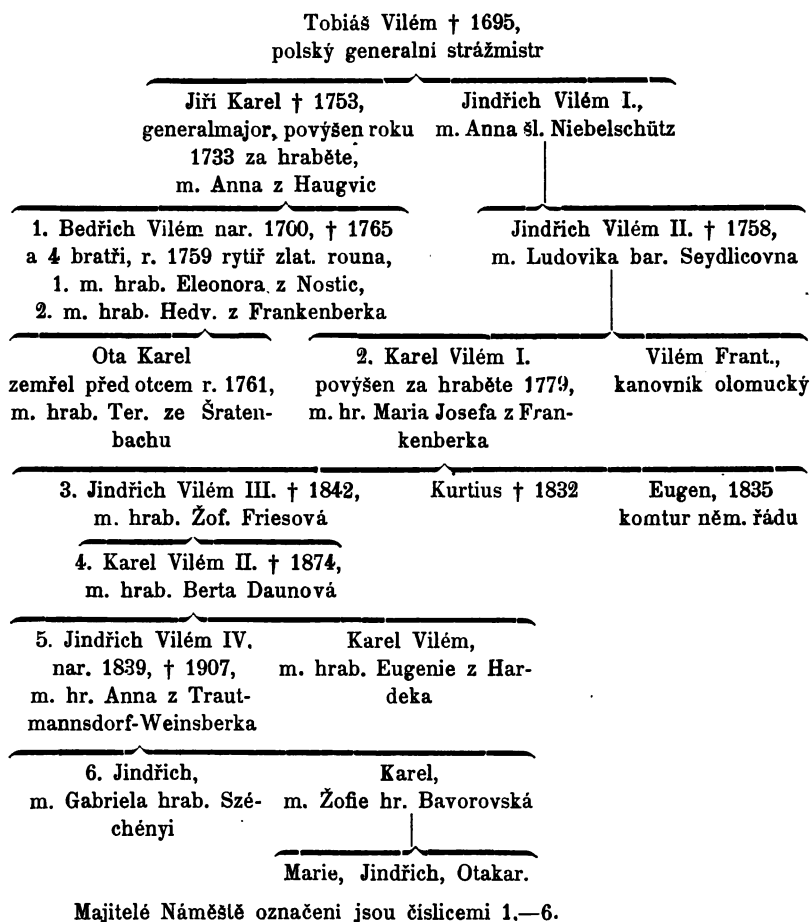 Tobiáš Vilém † 1695,
polský generalni strážmistr
Jiří Karel † 1753,
generalmajor, povýšen roku
1733 za hraběte,
m. Anna z Haugvic
Jindřich Vilém I.,
m. Anna šl. Niebelschütz
1. Bedřich Vilém nar. 1700, † 1765
a 4 bratři, r. 1759 rytíř zlat. rouna,
1. m. hrab. Eleonora z Nostic,
2. m. hrab. Hedv. z Frankenberka
Jindřich Vilém II. † 1758,
m. Ludovika bar. Seydlicovna
Ota Karel
zemřel před otcem r. 1761,
m. hrab. Ter. ze Šraten-
bachu
2. Karel Vilém I.
povýšen za hraběte 1779,
m. hr. Maria Josefa z Fran-
kenberka
Vilém Frant.,
kanovník olomucký
3. Jindřich Vilém III. † 1842,
m. hrab. Žof. Friesová
Kurtius † 1832
Eugen, 1835
komtur něm. řádu
4. Karel Vilém II. † 1874,
m. hrab. Berta Daunová
5. Jindřich Vilém IV.
nar. 1839, † 1907,
m. hr. Anna z Traut-
mannsdorf-Weinsberka
Karel Vilém,
m. hrab. Eugenie z Har-
deka
6. Jindřich,
m. Gabriela hrab. Szé-
chényi
Karel,
m. Žofie hr. Bavorovská
Marie, Jindřich, Otakar.
Majitelé Náměště označeni jsou číslicemi 1.—6.